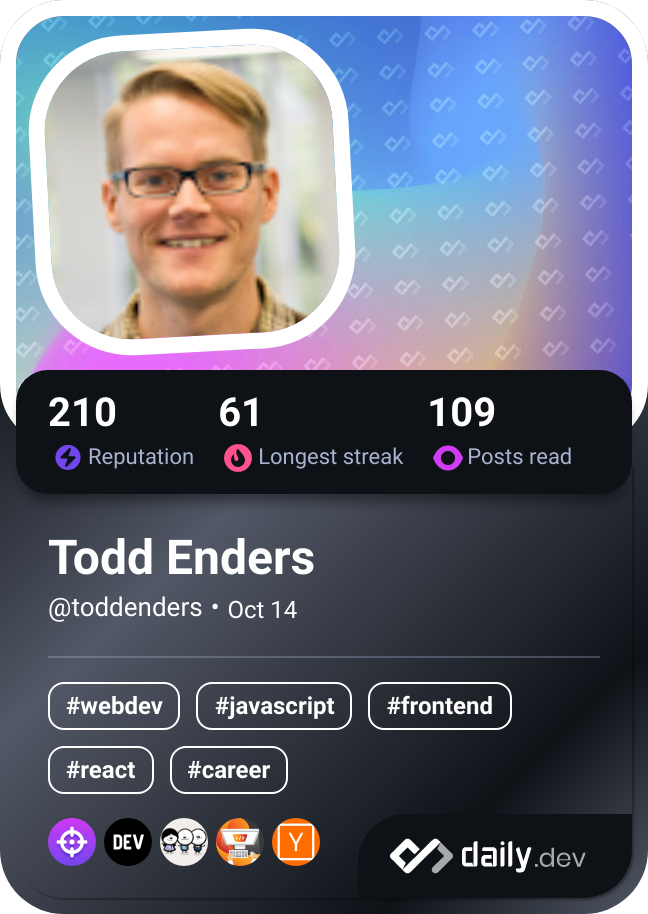 210 61 109
Reputation Longest streak Posts read
Todd Enders
@toddenders • Oct 14
#webdev #javascript #frontend
#react #career
DEV Y
daily.dev